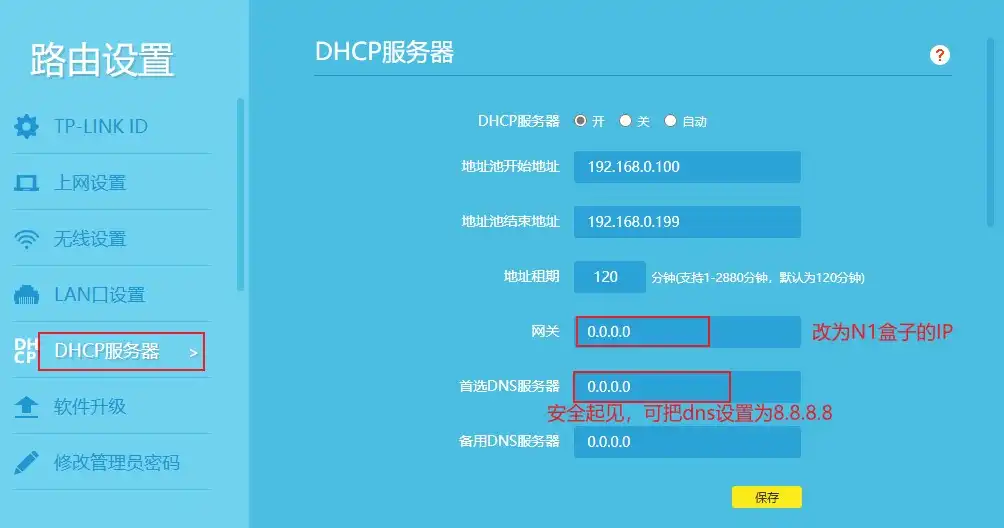 路由设置
TP-LINK ID
上网设置
无线设置
LAN口设置
DHCP
DHCP服务器 >
软件升级
修改管理员密码
DHCP服务器
?
DHCP服务器 开 关 自动
地址池开始地址 192.168.0.100
地址池结束地址 192.168.0.199
地址租期 120 分钟(支持1-2880分钟，默认为120分钟)
网关 0.0.0.0 改为N1盒子的IP
首选DNS服务器 0.0.0.0
安全起见，可把dns设置为8.8.8.8
备用DNS服务器 0.0.0.0
保存